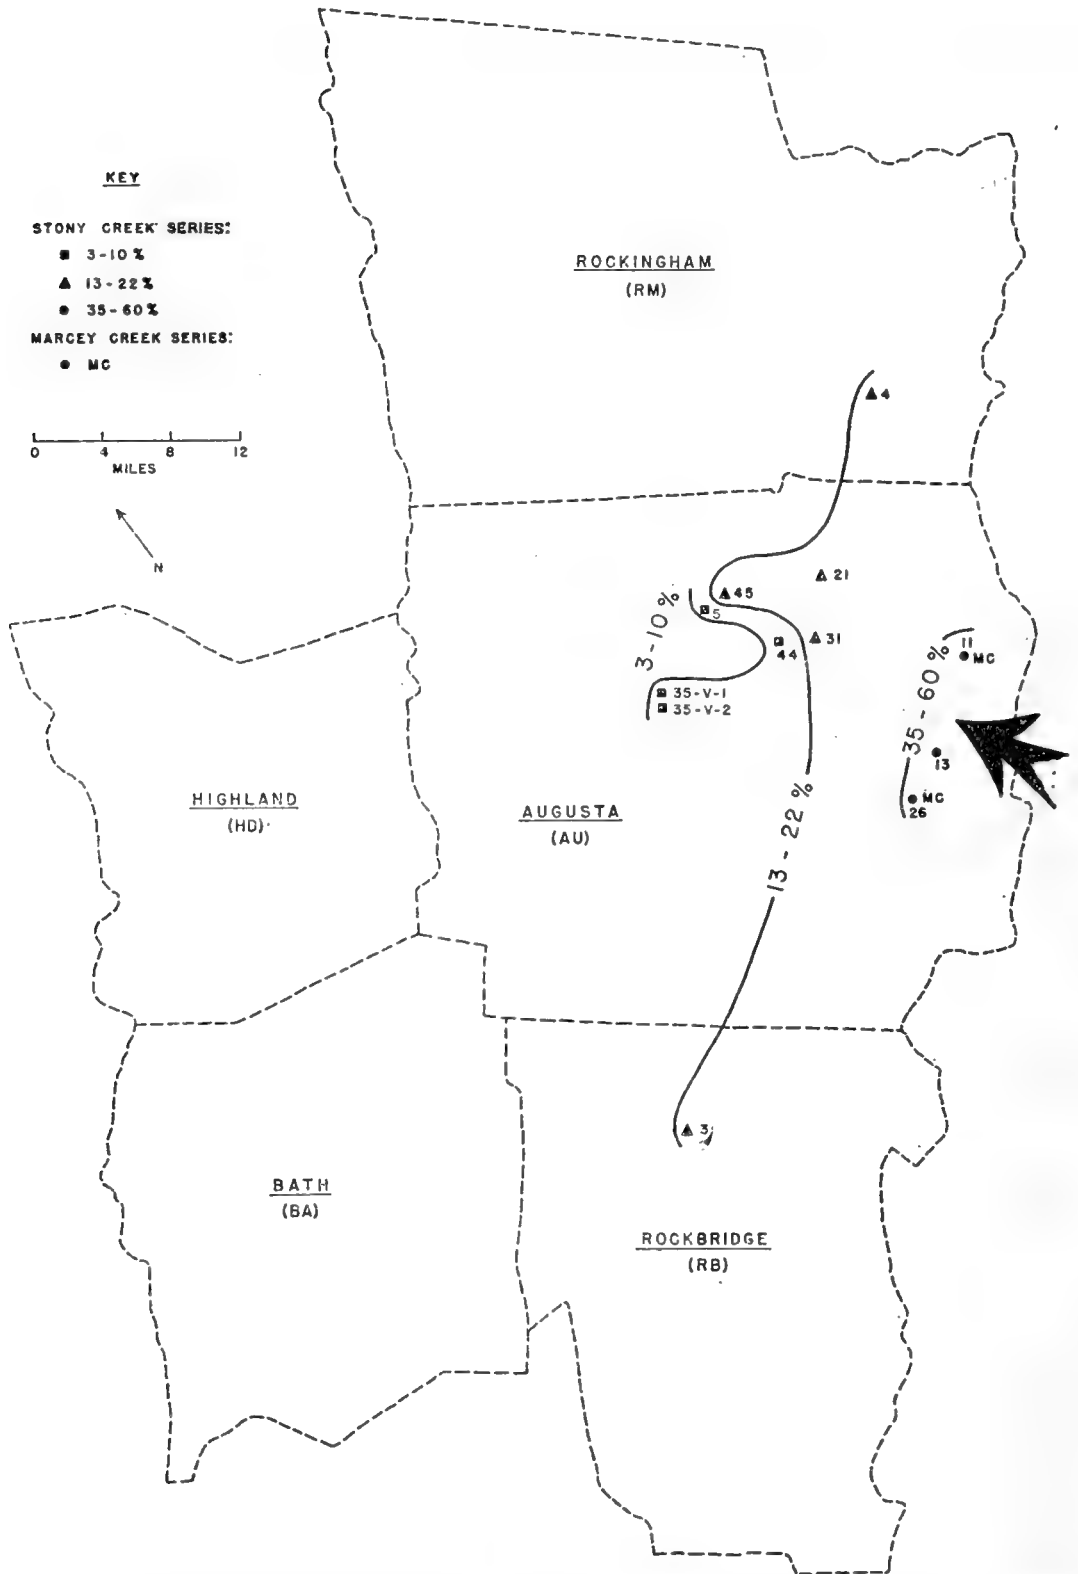 KEY
STONY CREEK SERIES:
3-10%
13-22%
35-60%
MARCEY CREEK SERIES:
MC
0 4 8 12
MILES
N
ROCKINGHAM
(RM)
4
21
45
5
3-10%
31
44
11
MC
35-V-1
35-V-2
35-60%
13
MC
26
HIGHLAND
(HD)
AUGUSTA
(AU)
13-22%
3
BATH
(BA)
ROCKBRIDGE
(RB)